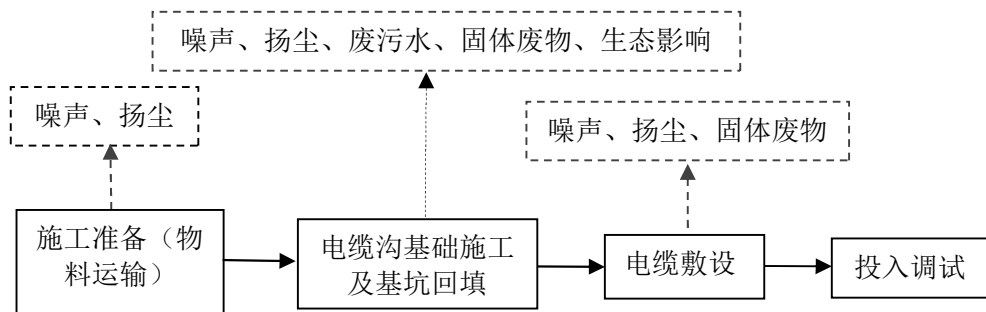 噪声、扬尘、废污水、固体废物、生态影响
噪声、扬尘
噪声、扬尘、固体废物
施工准备（物
料运输）
电缆沟基础施工
及基坑回填
电缆敷设
投入调试